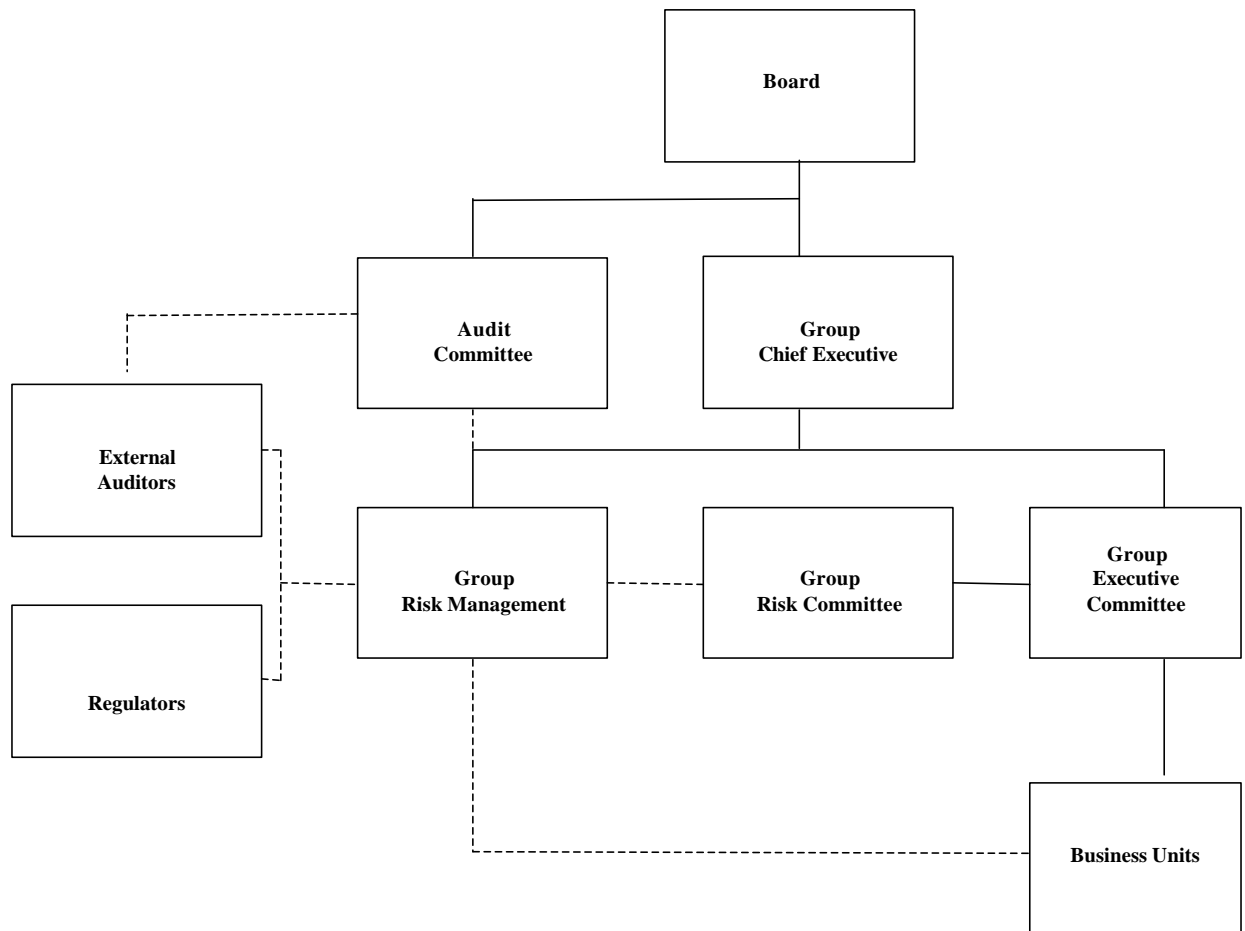 Board
Audit
Committee
Group
Chief Executive
External
Auditors
Group
Risk Management
Group
Risk Committee
Group
Executive
Committee
Regulators
Business Units